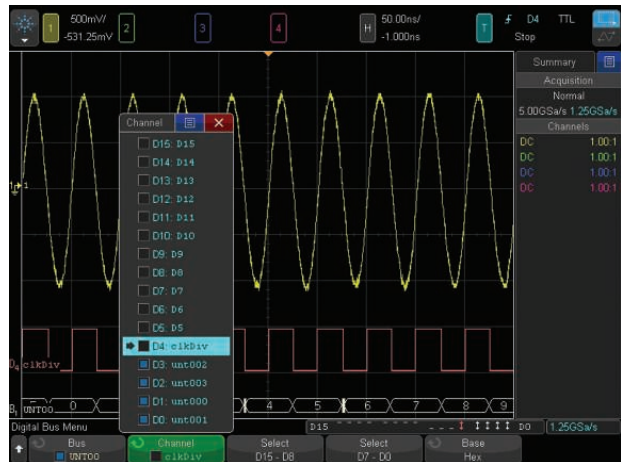 1 500mV/ 2 3 4 H 50.00ns/ T D4 TTL
-531.25mV -1.000ns Stop
Summary
Acquisition
Normal
5.00GSa/s 1.25GSa/s
Channels
DC 1.00:1
DC 1.00:1
DC 1.00:1
DC 1.00:1
Channel
D15: D15
D14: D14
D13: D13
D12: D12
D11: D11
D10: D10
D9: D9
D8: D8
D7: D7
D6: D6
D5: D5
D4: clkDiv
D3: unt002
D2: unt003
D1: unt000
D0: unt001
1
D4 clkDiv
B1 UNT00 0 4 5 6 7 8 9
Digital Bus Menu D15 D0 1.25GSa/s
Bus Channel Select Select Base
UNT00 clkDiv D15 - D8 D7 - D0 Hex